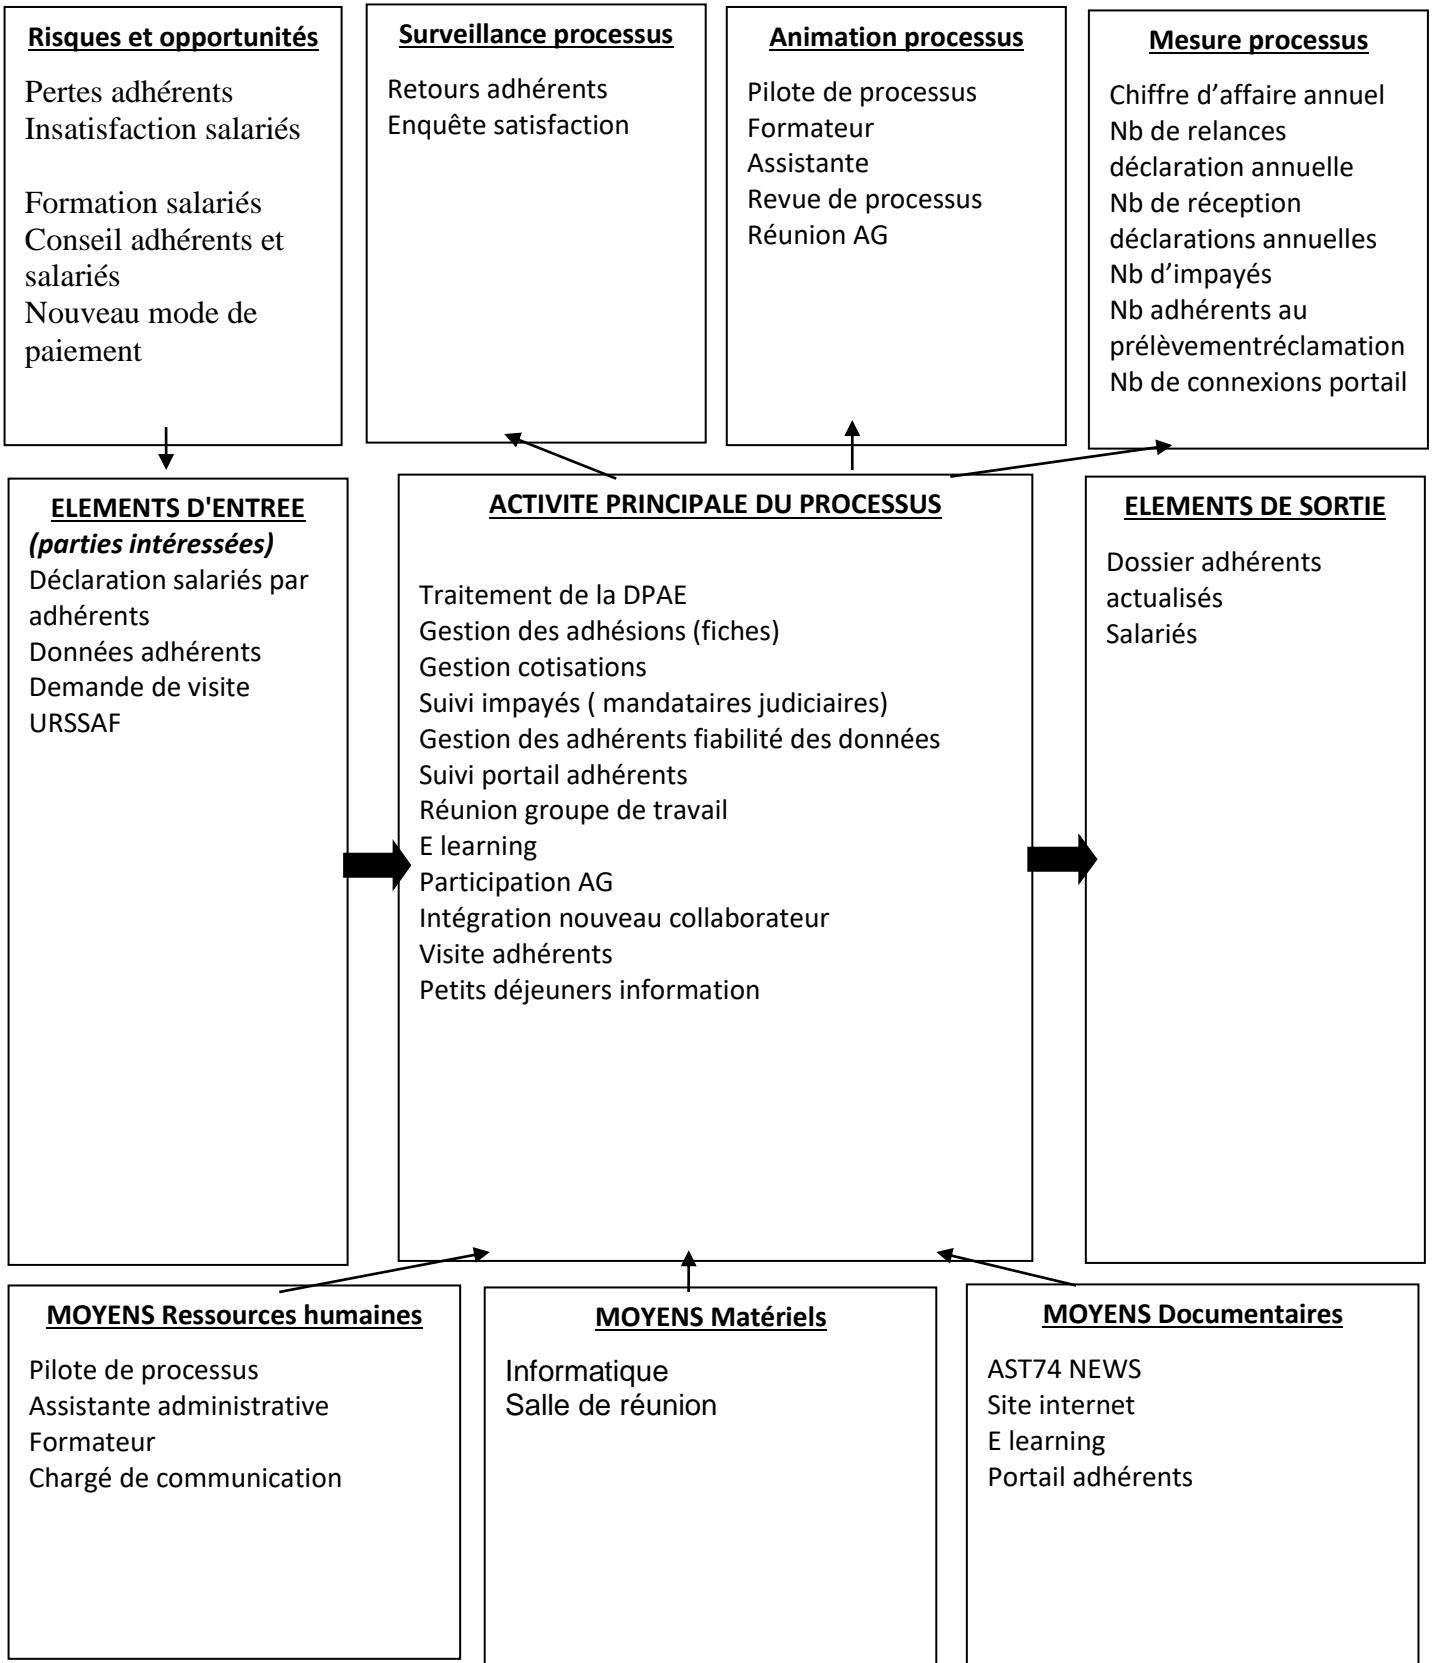 Risques et opportunités
Pertes adhérents
Insatisfaction salariés
Formation salariés
Conseil adhérents et
salariés
Nouveau mode de
paiement
Surveillance processus
Retours adhérents
Enquête satisfaction
Animation processus
Pilote de processus
Formateur
Assistante
Revue de processus
Réunion AG
Mesure processus
Chiffre d’affaire annuel
Nb de relances
déclaration annuelle
Nb de réception
déclarations annuelles
Nb d’impayés
Nb adhérents au
prélèvementréclamation
Nb de connexions portail
ELEMENTS D'ENTREE
(parties intéressées)
Déclaration salariés par
adhérents
Données adhérents
Demande de visite
URSSAF
ACTIVITE PRINCIPALE DU PROCESSUS
Traitement de la DPAE
Gestion des adhésions (fiches)
Gestion cotisations
Suivi impayés ( mandataires judiciaires)
Gestion des adhérents fiabilité des données
Suivi portail adhérents
Réunion groupe de travail
E learning
Participation AG
Intégration nouveau collaborateur
Visite adhérents
Petits déjeuners information
ELEMENTS DE SORTIE
Dossier adhérents
actualisés
Salariés
MOYENS Ressources humaines
Pilote de processus
Assistante administrative
Formateur
Chargé de communication
MOYENS Matériels
Informatique
Salle de réunion
MOYENS Documentaires
AST74 NEWS
Site internet
E learning
Portail adhérents